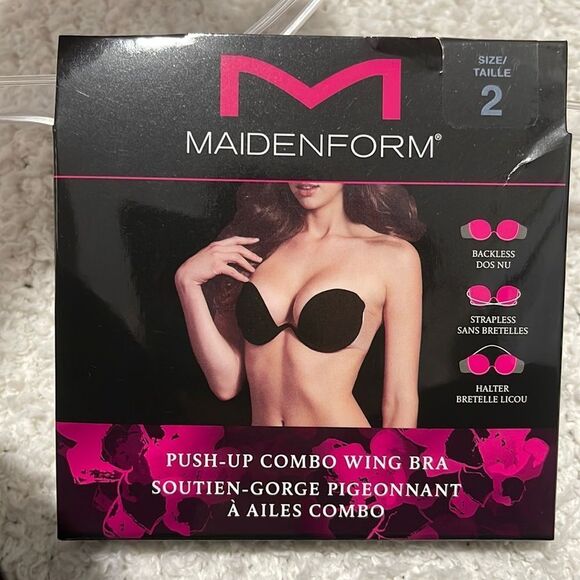 SIZE/
TAILLE
2
MAIDENFORM®
BACKLESS
DOS NU
STRAPLESS
SANS BRETELLES
HALTER
BRETELLE LICOU
PUSH-UP COMBO WING BRA
SOUTIEN-GORGE PIGEONNANT
À AILES COMBO